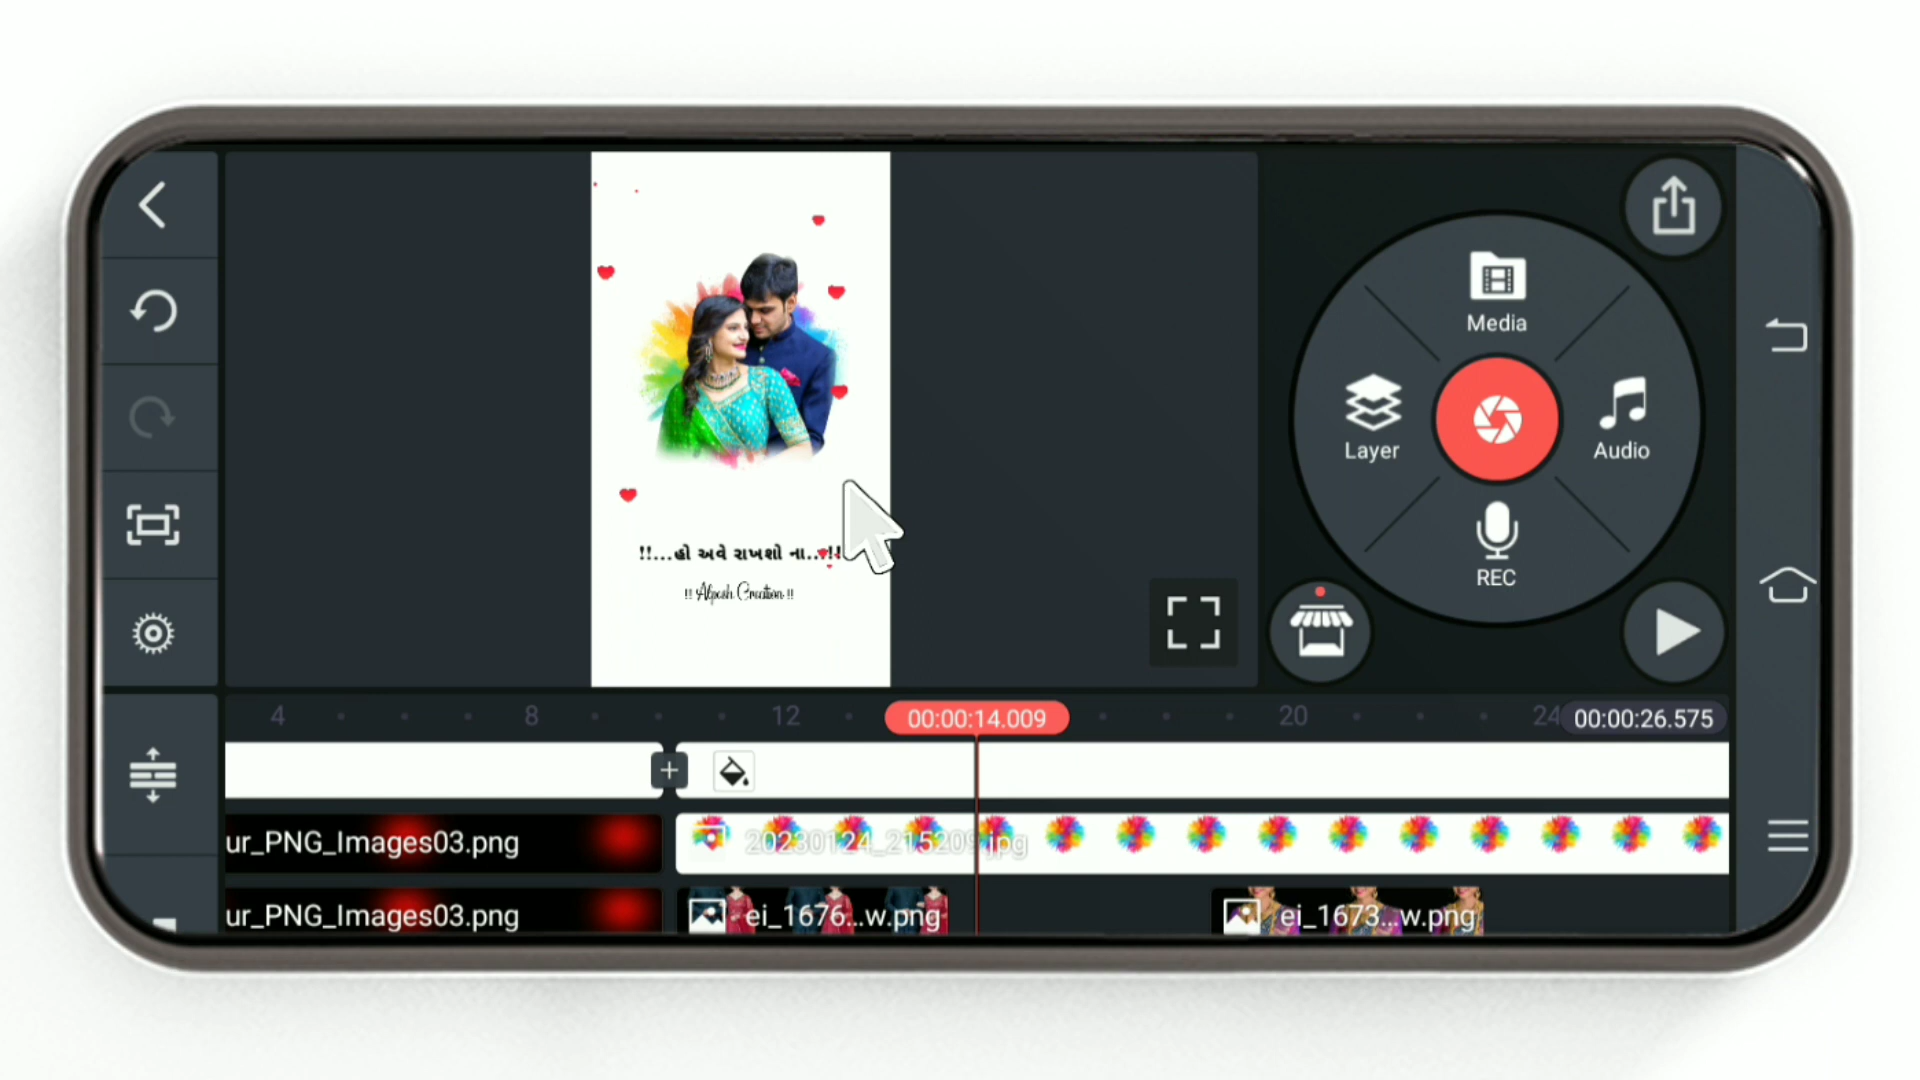 Media
Layer
Audio
REC
!!...હો અવે રાખશો ના...!!
!! Alpesh Creation !!
4
8
12
00:00:14.009
20
24
00:00:26.575
ur_PNG_Images03.png
20230124_215209.jpg
ur_PNG_Images03.png
ei_1676...w.png
ei_1673...w.png